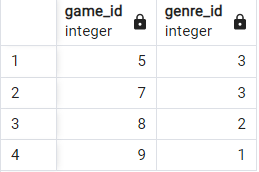 game_id genre_id
integer integer
1 5 3
2 7 3
3 8 2
4 9 1